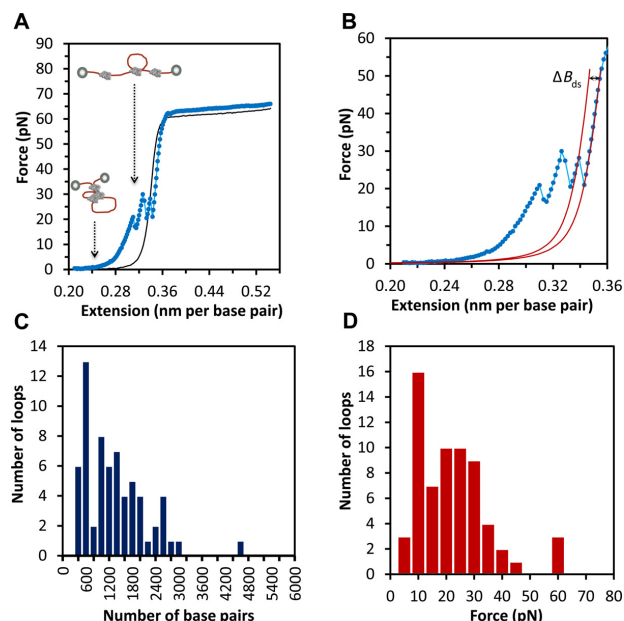 A
90
80
70
60
50
40
30
20
10
0
Force (pN)
0.20 0.28 0.36 0.44 0.52
Extension (nm per base pair)
B
60
50
40
30
20
10
0
Force (pN)
ΔBds
0.20 0.24 0.28 0.32 0.36
Extension (nm per base pair)
C
14
12
10
8
6
4
2
0
Number of loops
0 600 1200 1800 2400 3000 3600 4200 4800 5400 6000
Number of base pairs
D
18
16
14
12
10
8
6
4
2
0
Number of loops
0 10 20 30 40 50 60 70 80
Force (pN)